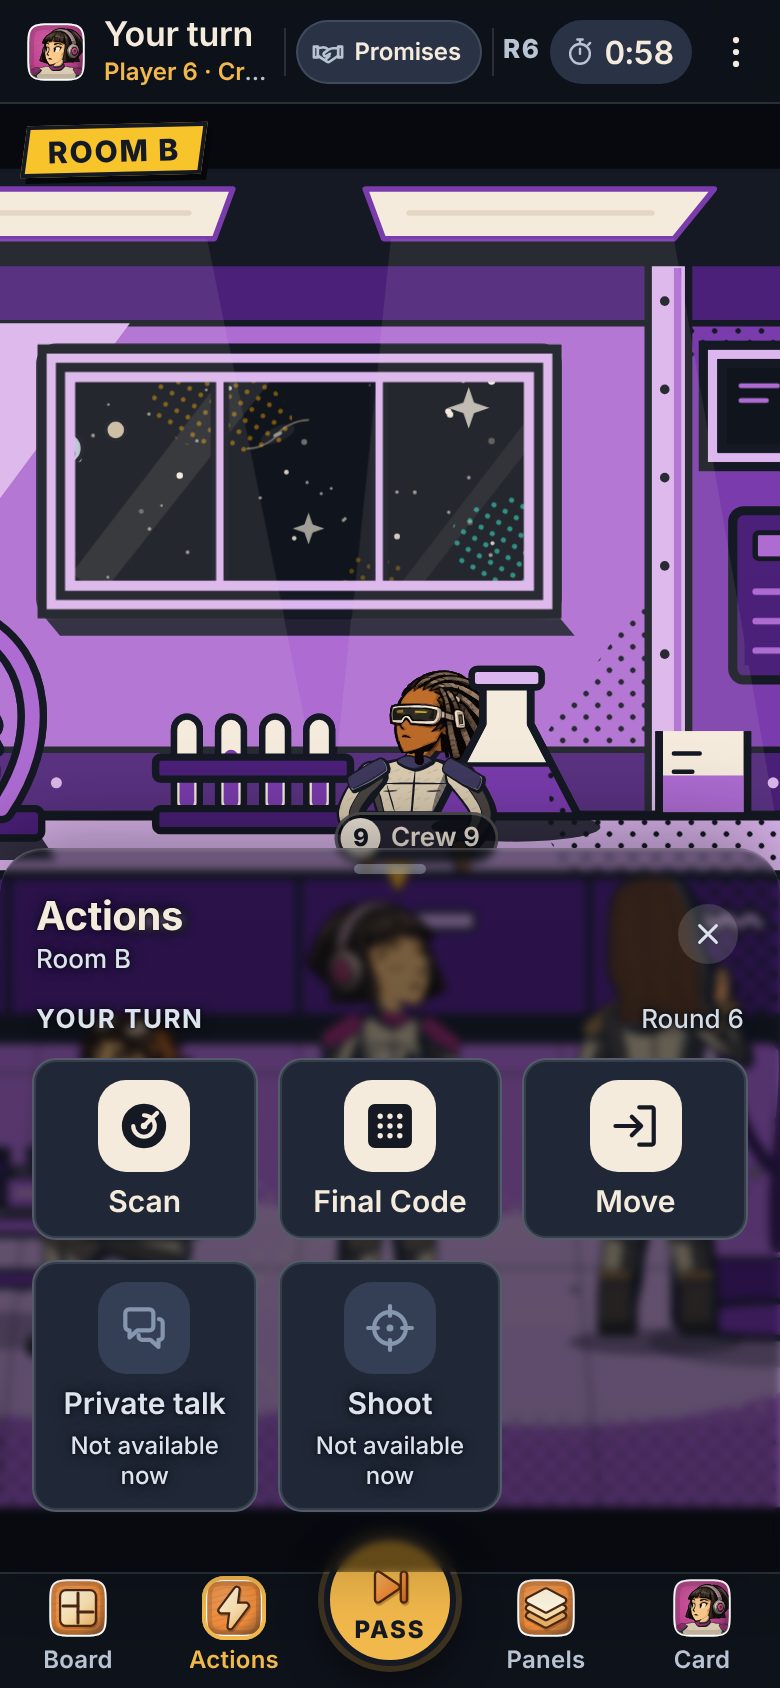 Your turn
Player 6 · Cr...
Promises
R6
0:58
ROOM B
9 Crew 9
Actions
Room B
YOUR TURN
Round 6
Scan
Final Code
Move
Private talk
Not available
now
Shoot
Not available
now
PASS
Board
Actions
Panels
Card